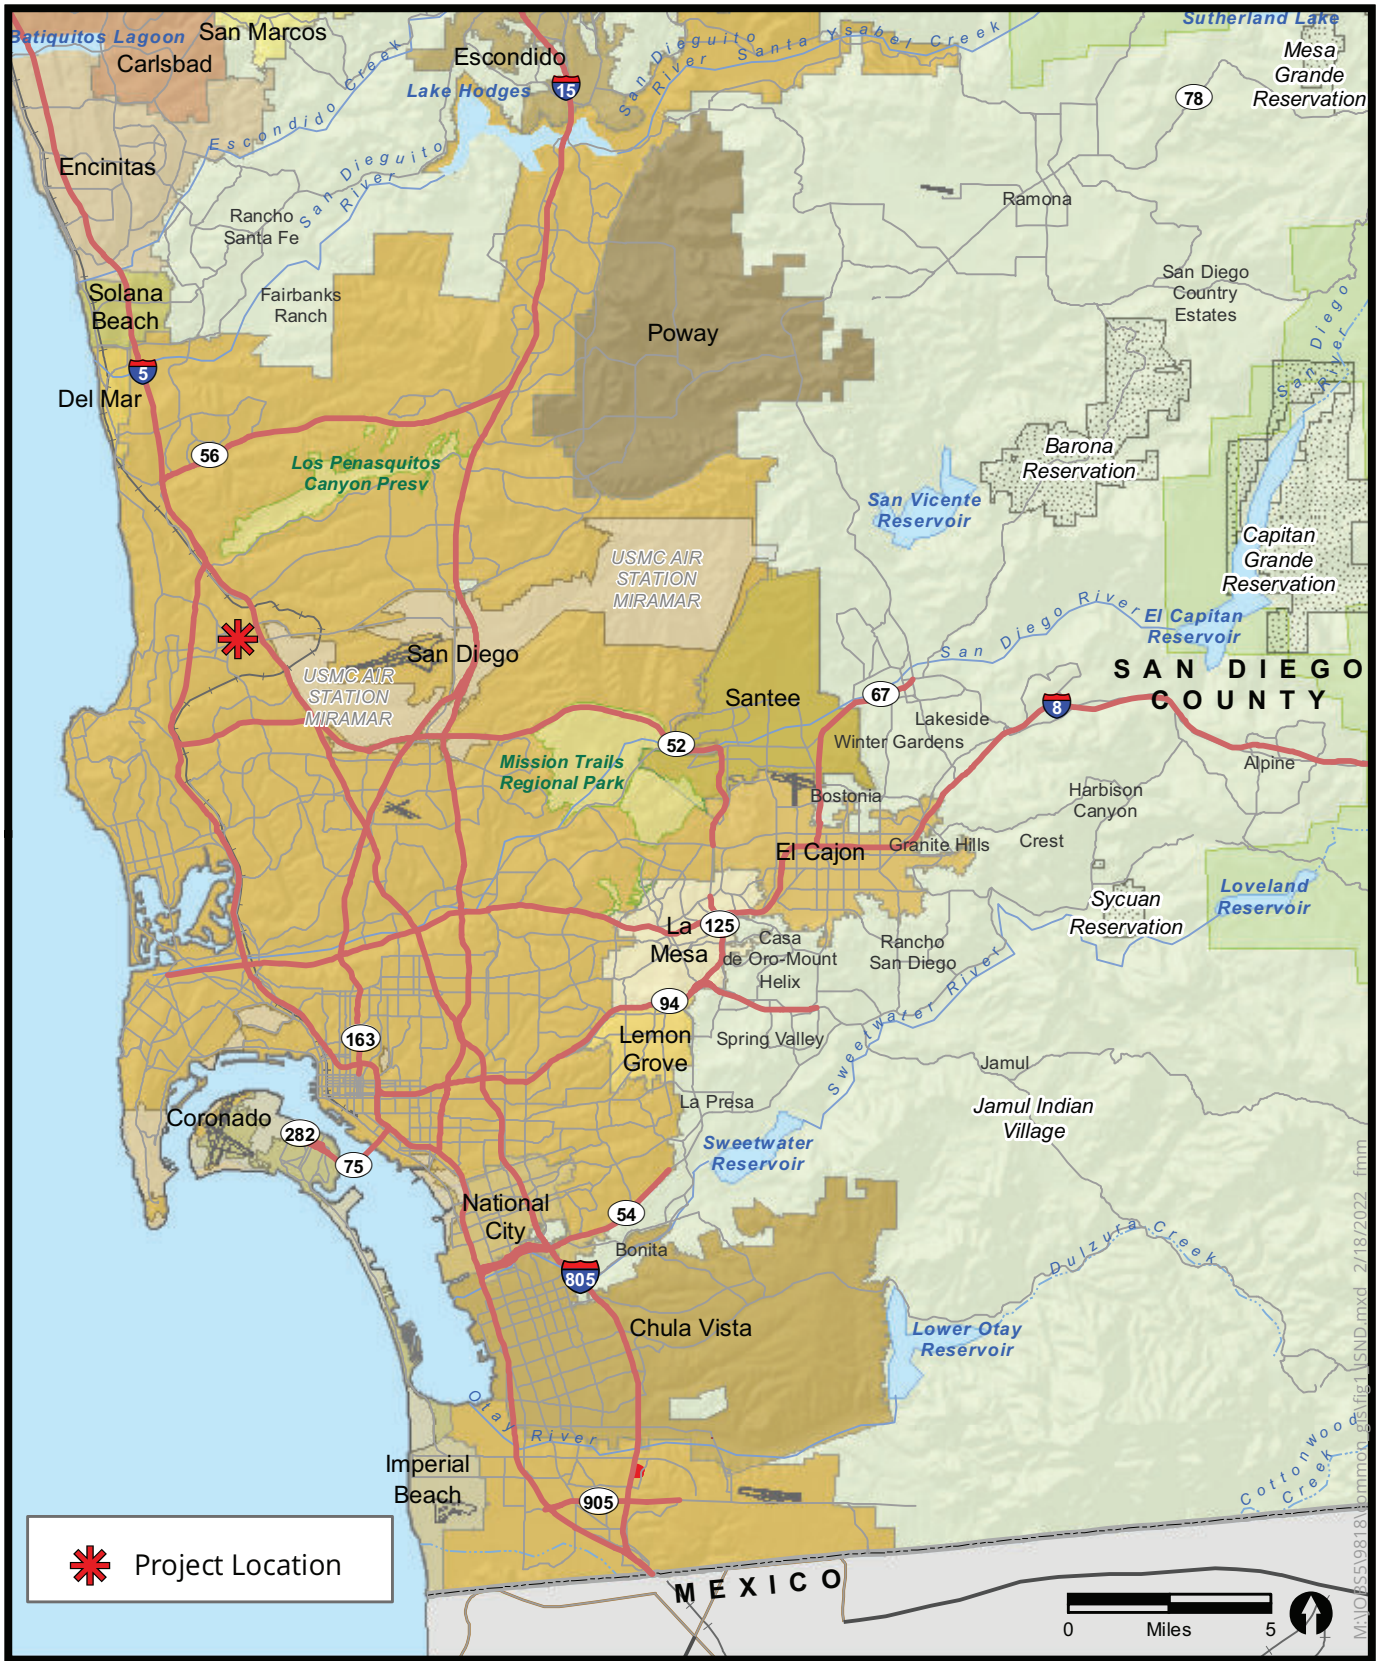 Batiquitos Lagoon
San Marcos
Carlsbad
Escondido
Lake Hodges
15
San Dieguito
River
Santa Ysabel Creek
Sutherland Lake
Mesa
Grande
Reservation
78
Escondido Creek
Encinitas
San Dieguito
River
Rancho
Santa Fe
Ramona
Solana
Beach
Fairbanks
Ranch
San Diego
Country
Estates
San Diego
River
Poway
5
Del Mar
56
Los Penasquitos
Canyon Presv
Barona
Reservation
San Vicente
Reservoir
Capitan
Grande
Reservation
USMC AIR
STATION
MIRAMAR
San Diego River
El Capitan
Reservoir
San Diego
USMC AIR
STATION
MIRAMAR
SAN DIEGO
COUNTY
Santee
67
8
Lakeside
Winter Gardens
52
Mission Trails
Regional Park
Alpine
Bostonia
Harbison
Canyon
El Cajon
Granite Hills
Crest
Loveland
Reservoir
Sycuan
Reservation
La
Mesa
125
Casa
de Oro-Mount
Helix
Rancho
San Diego
94
Sweetwater River
163
Lemon
Grove
Spring Valley
Jamul
La Presa
Jamul Indian
Village
Coronado
282
75
Sweetwater
Reservoir
National
City
54
Bonita
Dulzura Creek
805
Chula Vista
Lower Otay
Reservoir
Otay River
Imperial
Beach
905
Cottonwood
Creek
Project Location
MEXICO
0
Miles
5